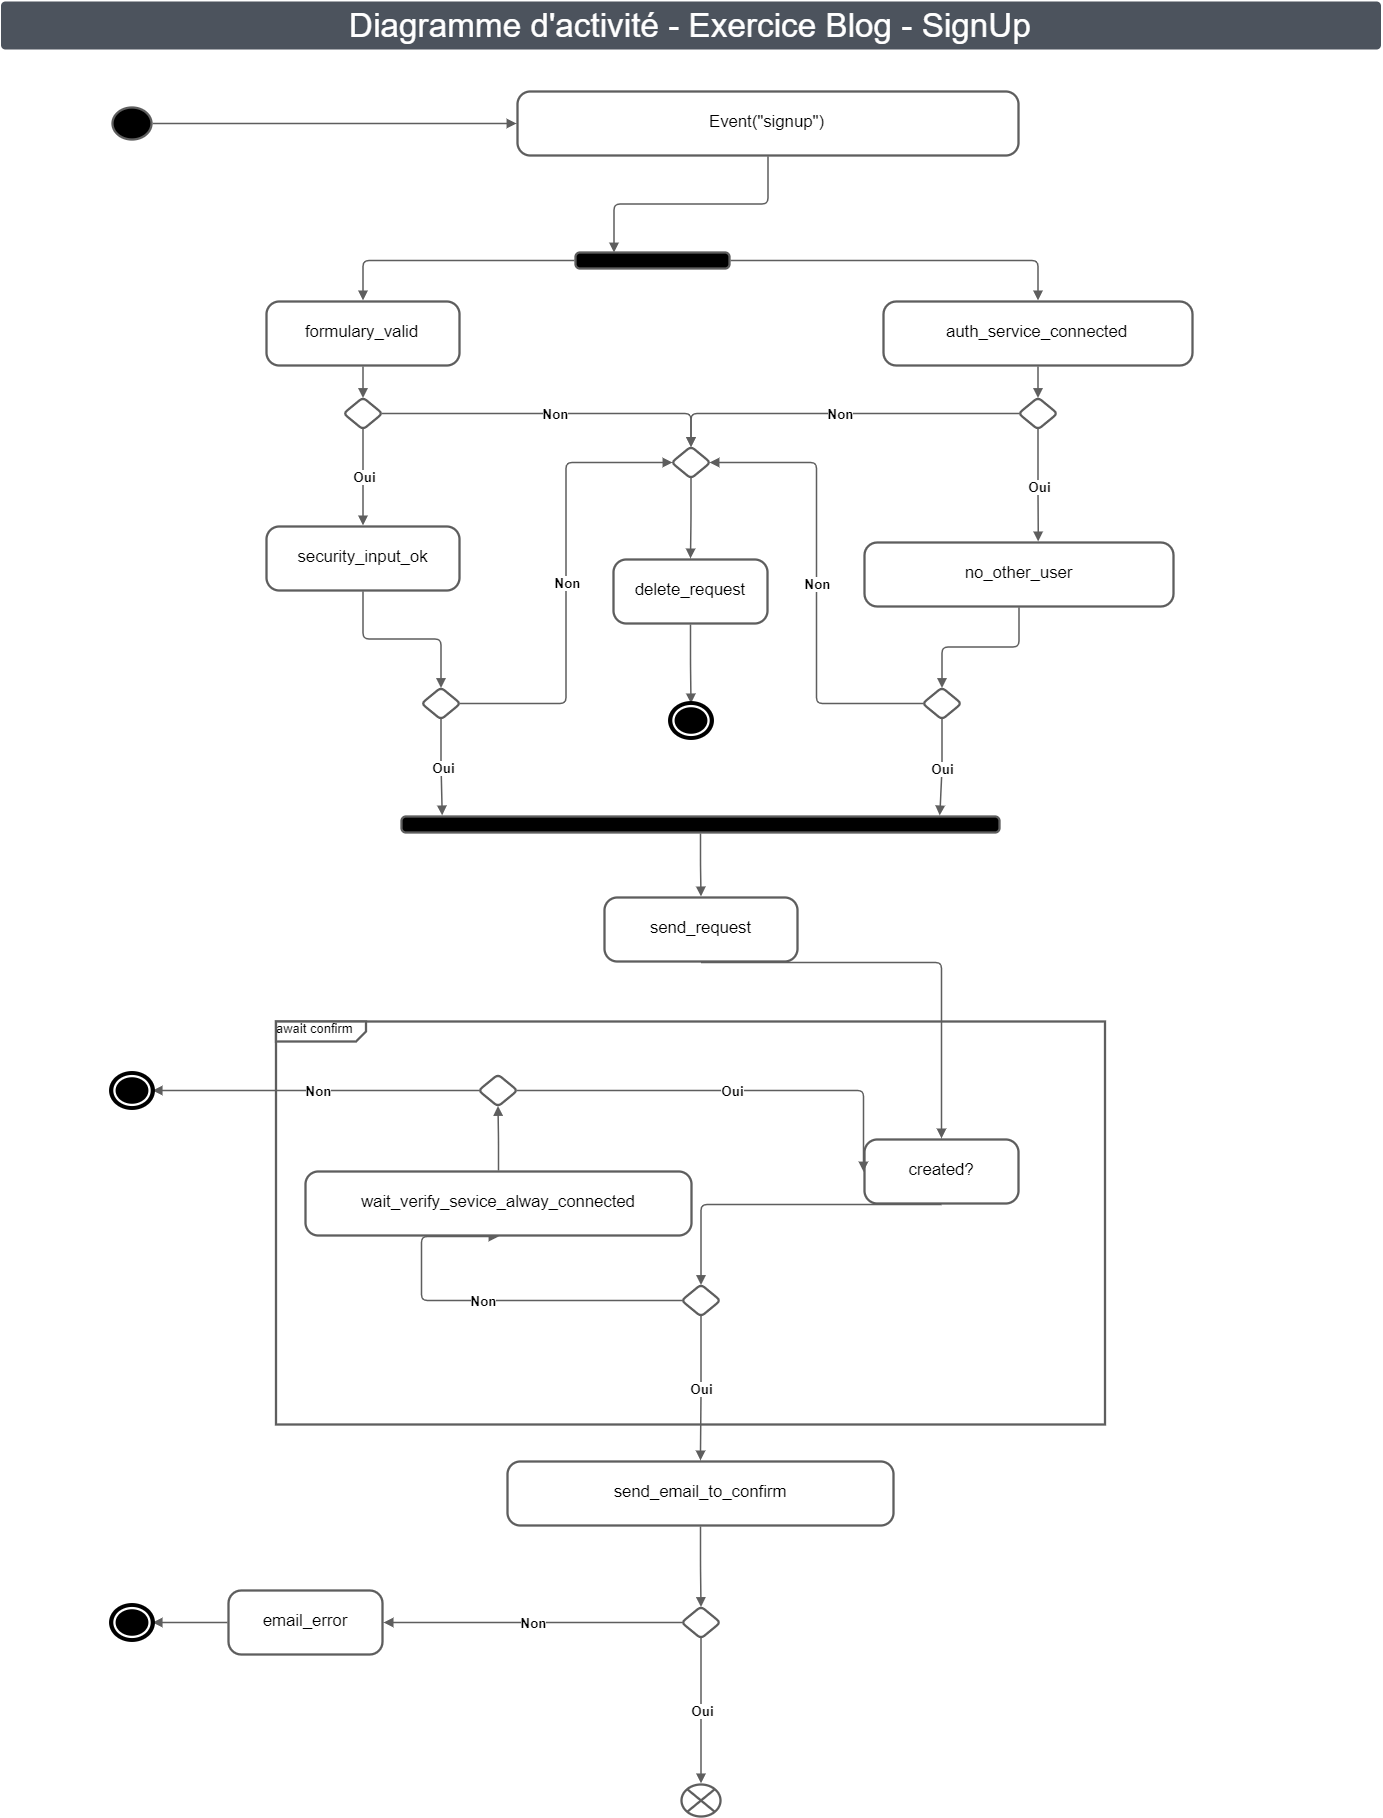 Diagramme d'activité - Exercice Blog - SignUp
Event("signup")
formulary_valid
auth_service_connected
Non
Non
Oui
Oui
security_input_ok
no_other_user
Non
delete_request
Non
Oui
Oui
send_request
await confirm
Non
Oui
created?
wait_verify_sevice_alway_connected
Non
Oui
send_email_to_confirm
email_error
Non
Oui